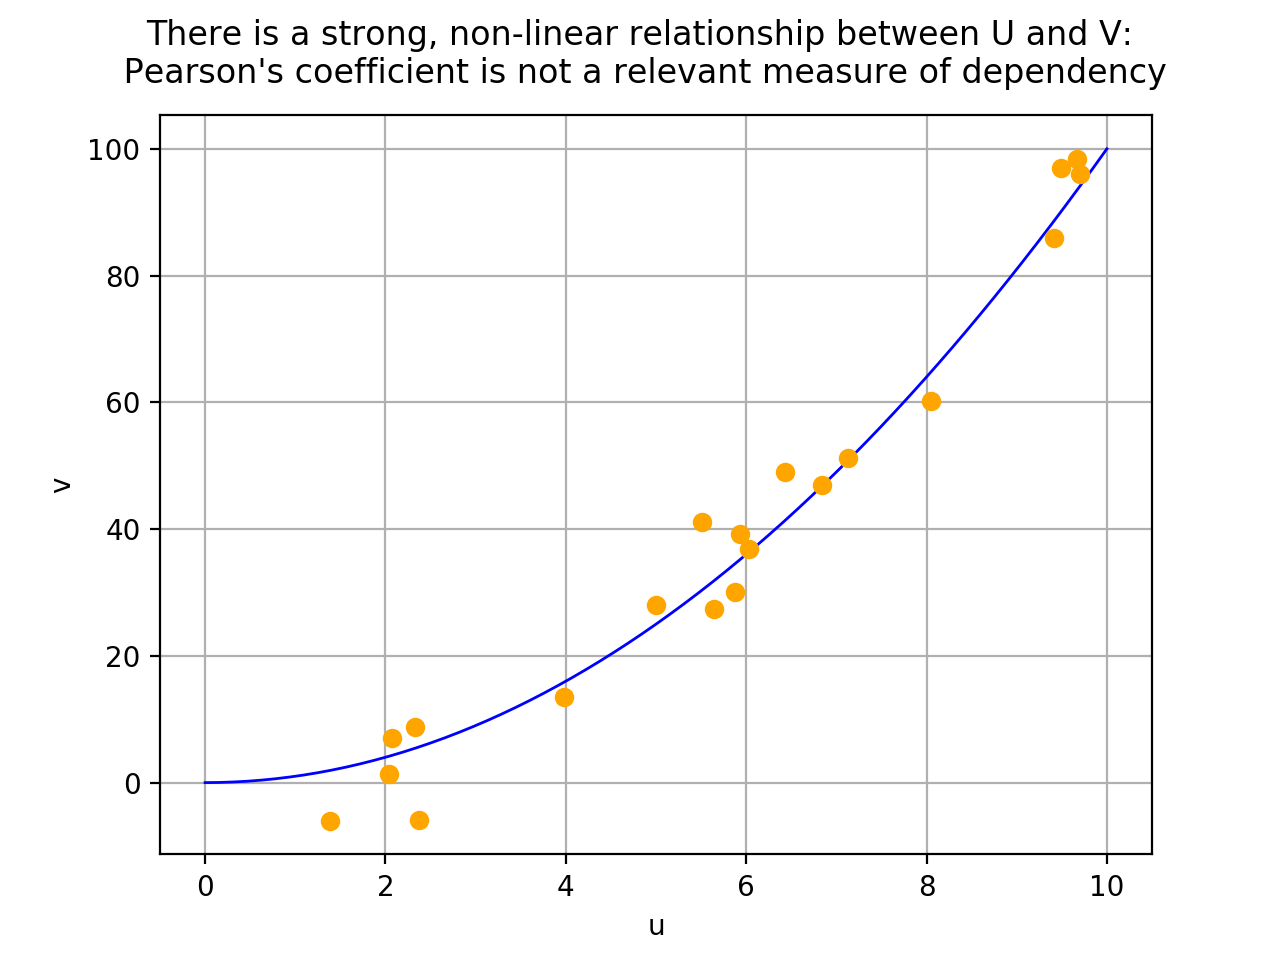 There is a strong, non-linear relationship between U and V:
Pearson's coefficient is not a relevant measure of dependency
100
80
60
40
20
0
v
0 2 4 6 8 10
u